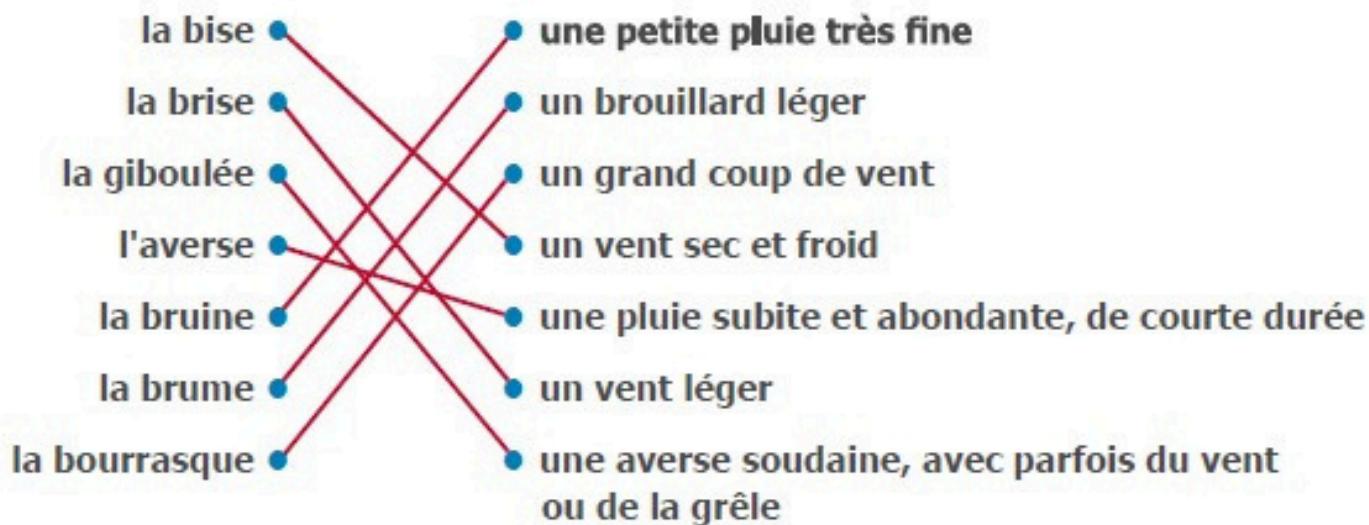 la bise une petite pluie très fine
la brise un brouillard léger
la giboulée un grand coup de vent
l'averse un vent sec et froid
la bruine une pluie subite et abondante, de courte durée
la brume un vent léger
la bourrasque une averse soudaine, avec parfois du vent
ou de la grêle